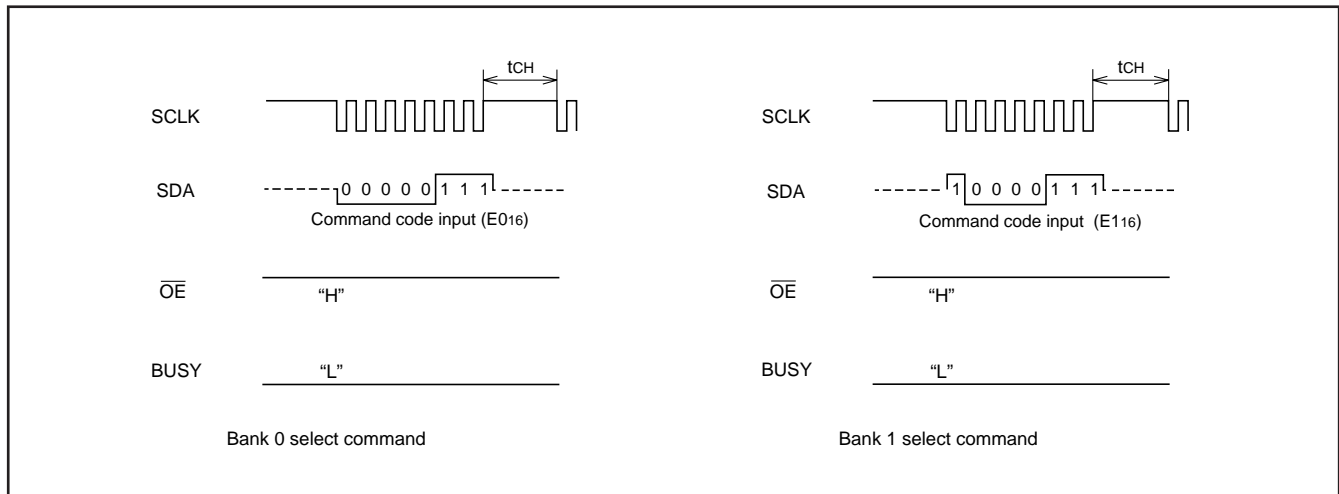 tCH
SCLK
SDA
0 0 0 0 0 1 1 1
Command code input (E016)
OE
“H”
BUSY
“L”
Bank 0 select command
tCH
SCLK
SDA
1 0 0 0 0 1 1 1
Command code input (E116)
OE
“H”
BUSY
“L”
Bank 1 select command